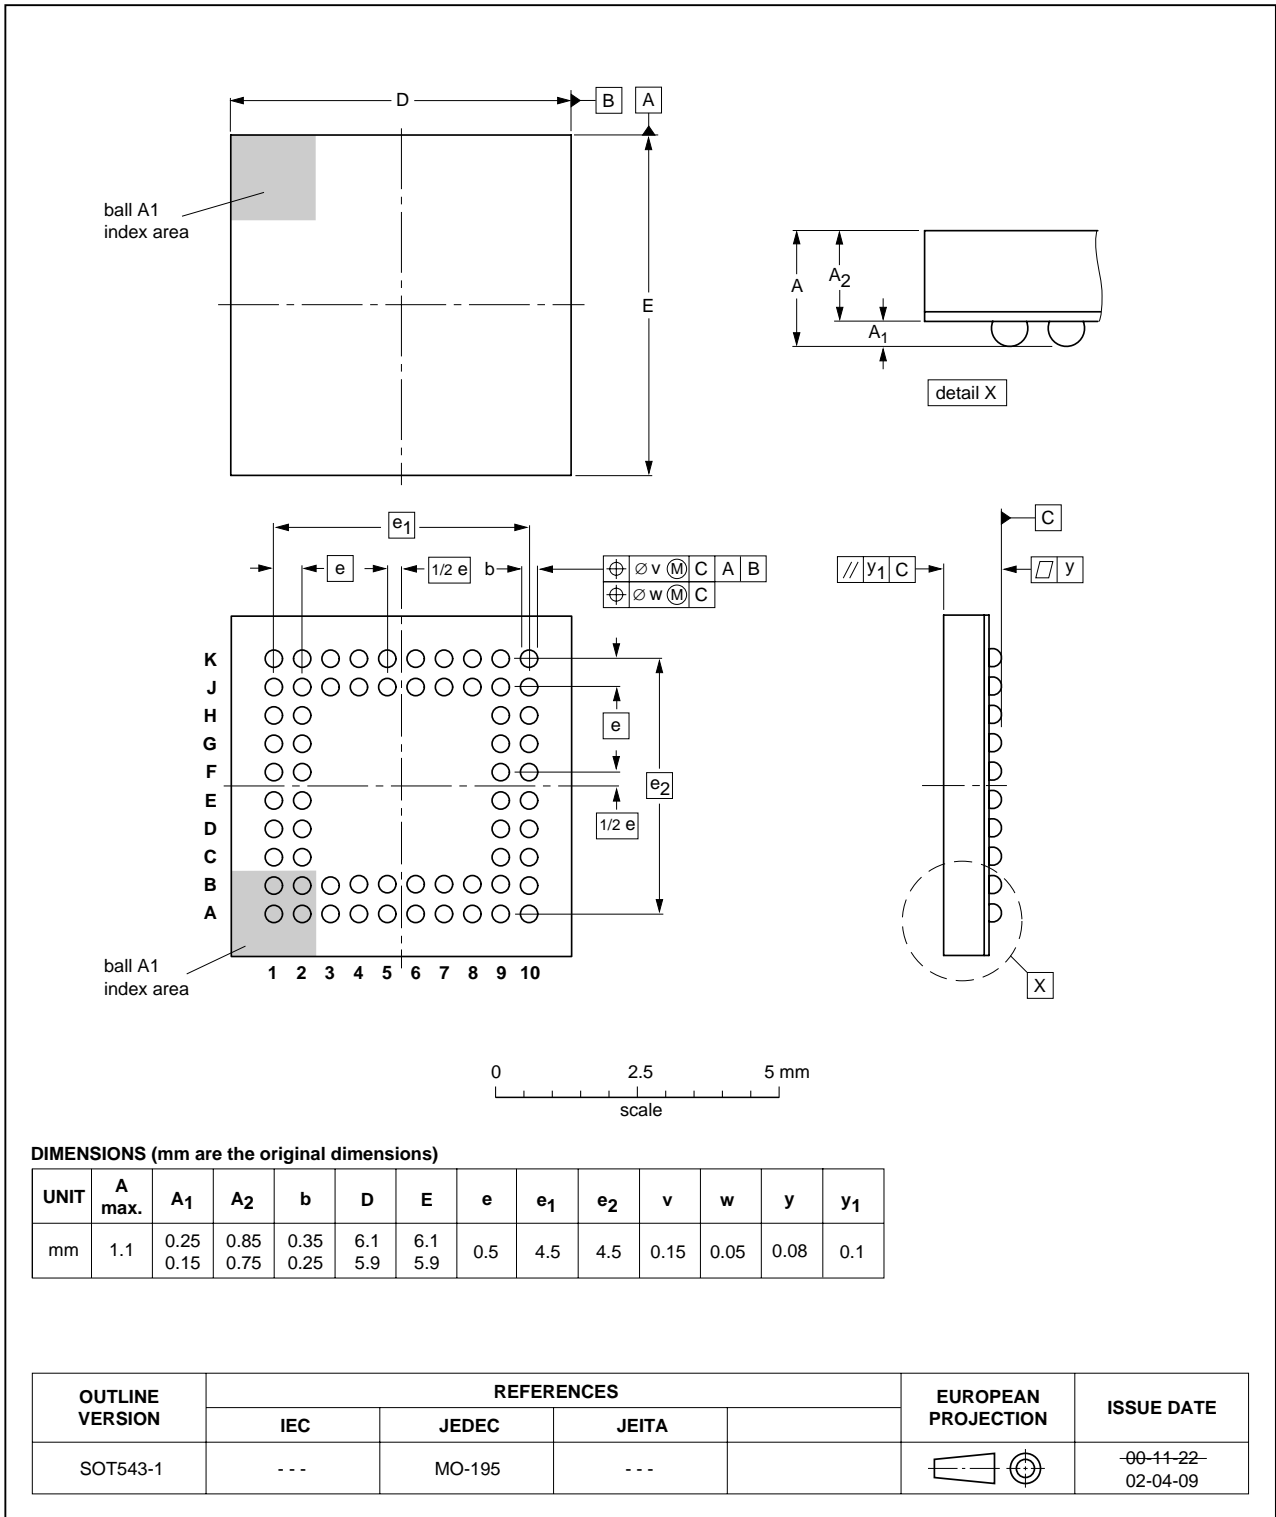 D
B
A
ball A1
index area
E
A
A2
A1
detail X
e1
e
1/2 e
b
⌖ ⌀ v Ⓜ C A B
⌖ ⌀ w Ⓜ C
C
// y1 C
▱ y
K
J
H
G
F
E
D
C
B
A
e
e2
1/2 e
ball A1
index area
1 2 3 4 5 6 7 8 9 10
X
0 2.5 5 mm
scale
DIMENSIONS (mm are the original dimensions)
UNIT A max. A1 A2 b D E e e1 e2 v w y y1
mm 1.1 0.25 0.15 0.85 0.75 0.35 0.25 6.1 5.9 6.1 5.9 0.5 4.5 4.5 0.15 0.05 0.08 0.1
OUTLINE VERSION REFERENCES EUROPEAN PROJECTION ISSUE DATE
IEC JEDEC JEITA
SOT543-1 - - - MO-195 - - - 00-11-22
02-04-09